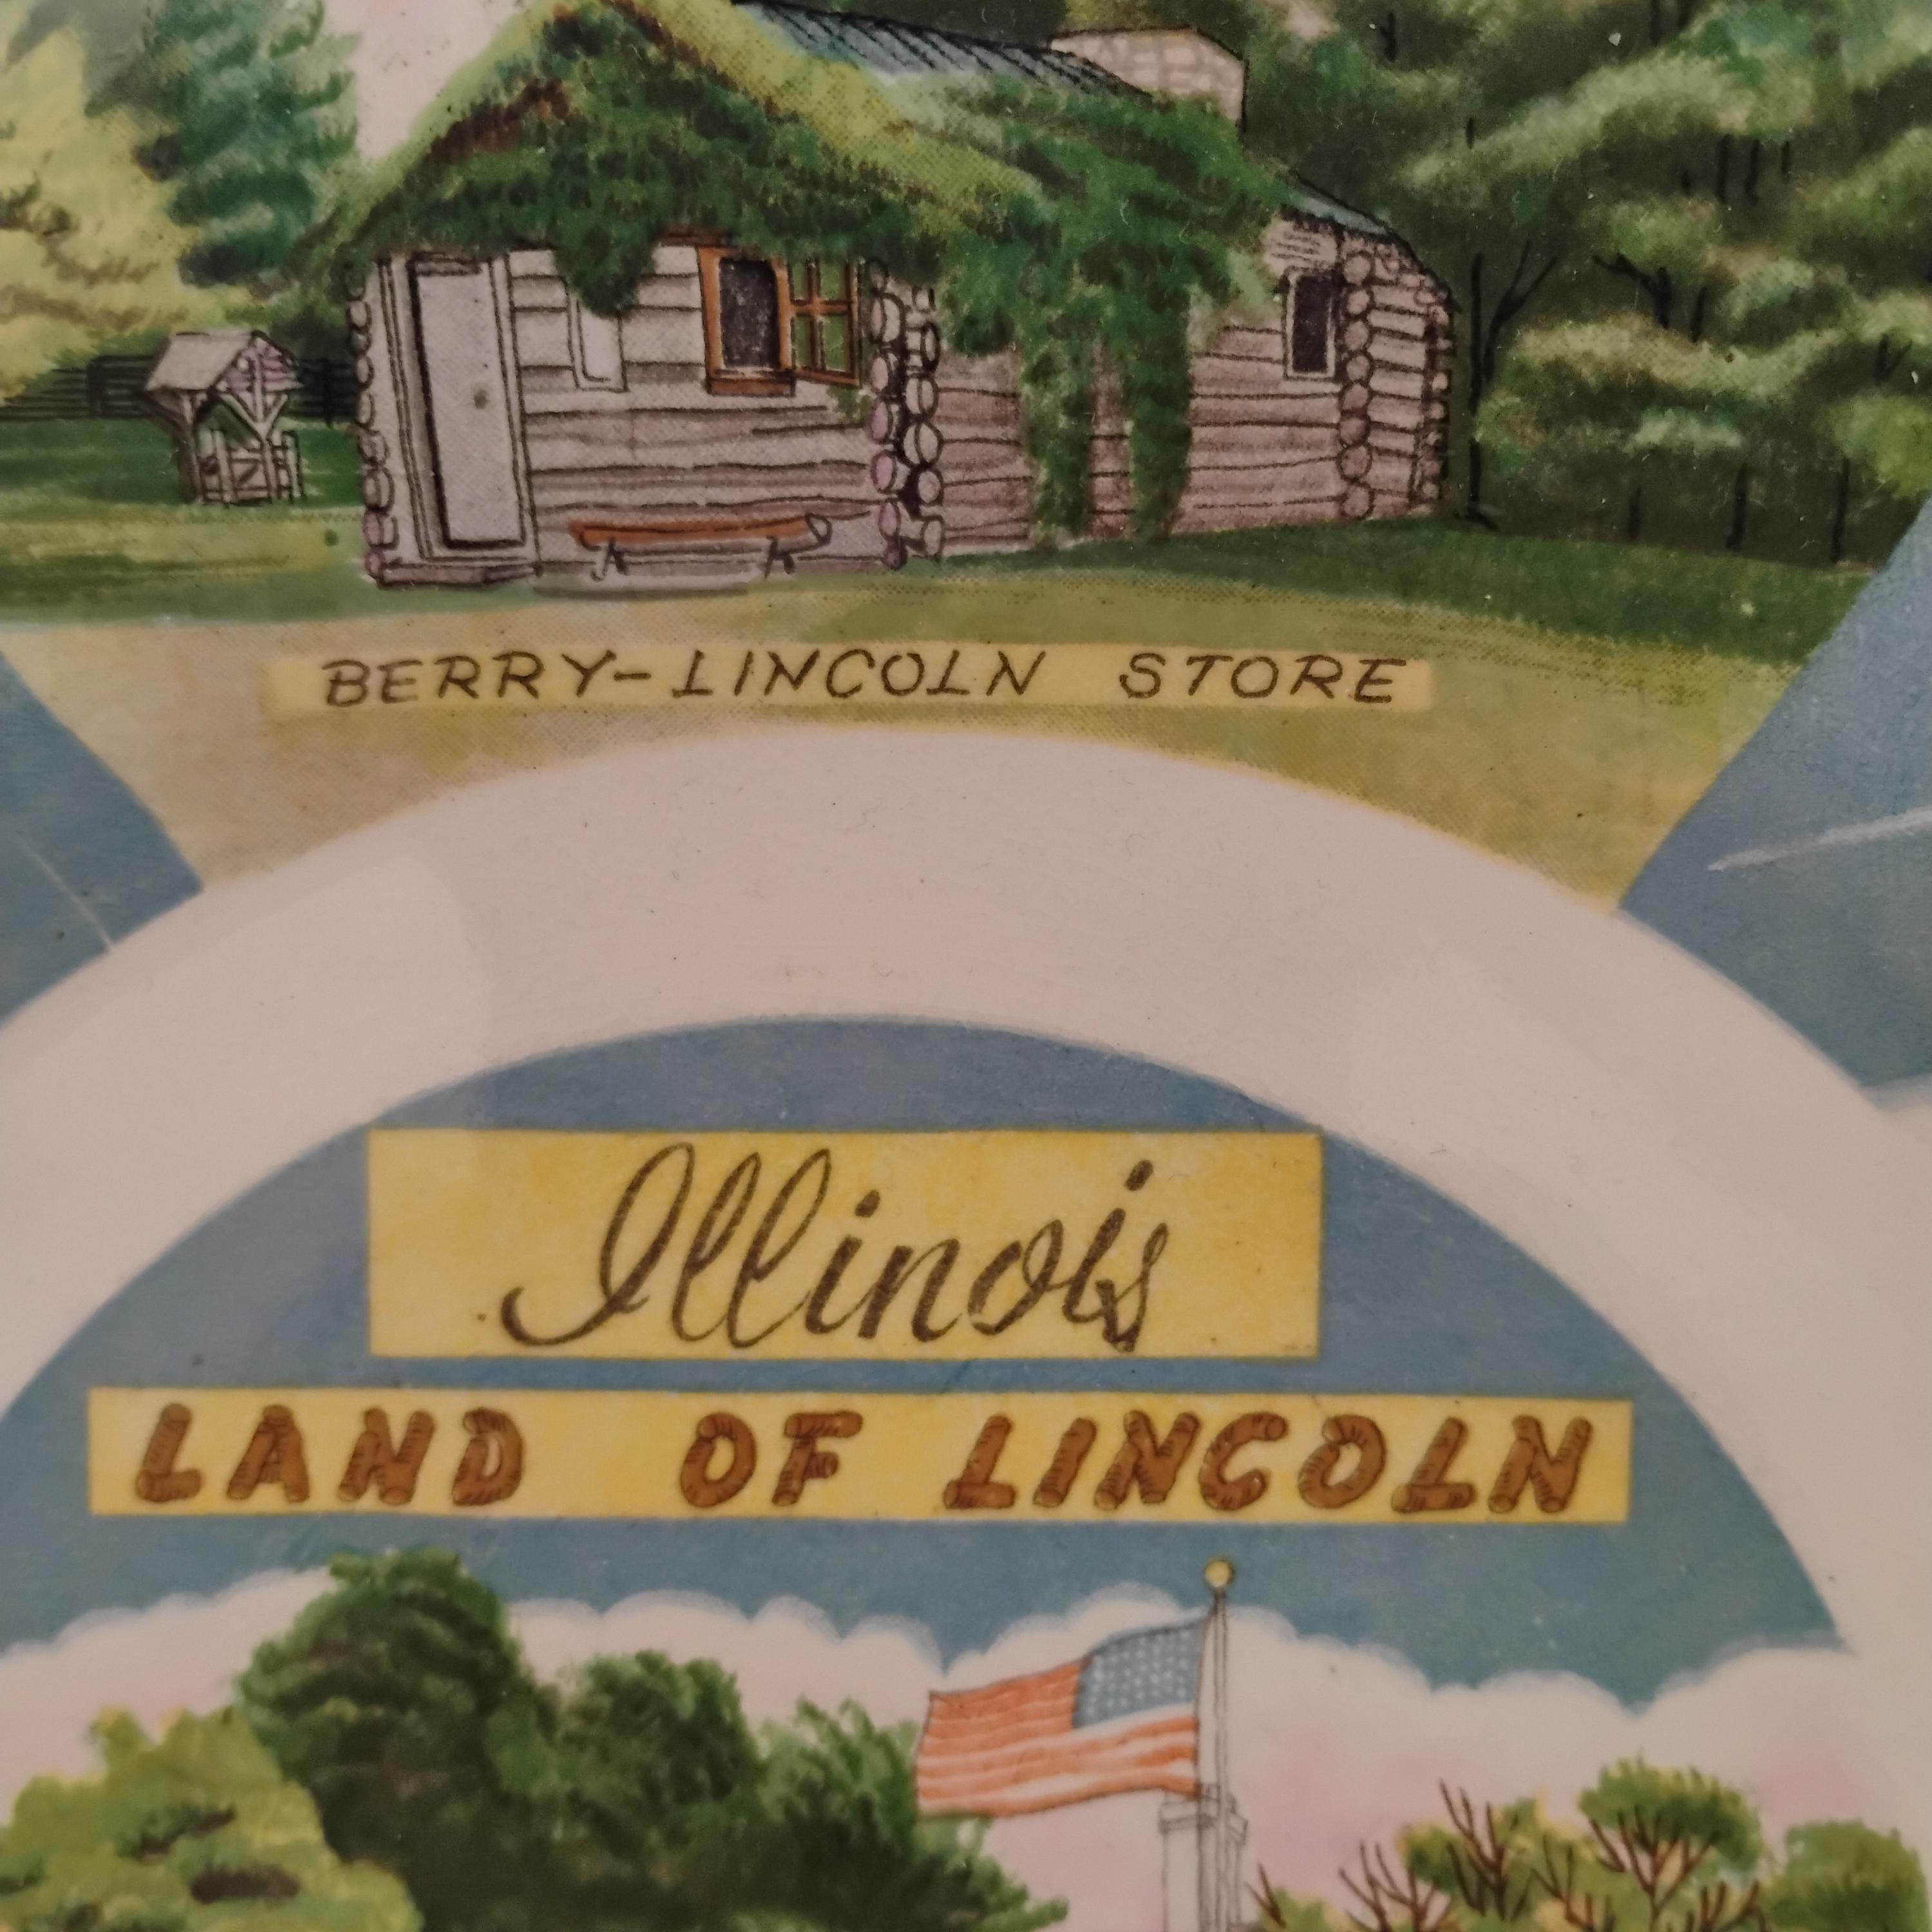 BERRY-LINCOLN STORE
Illinois
LAND OF LINCOLN